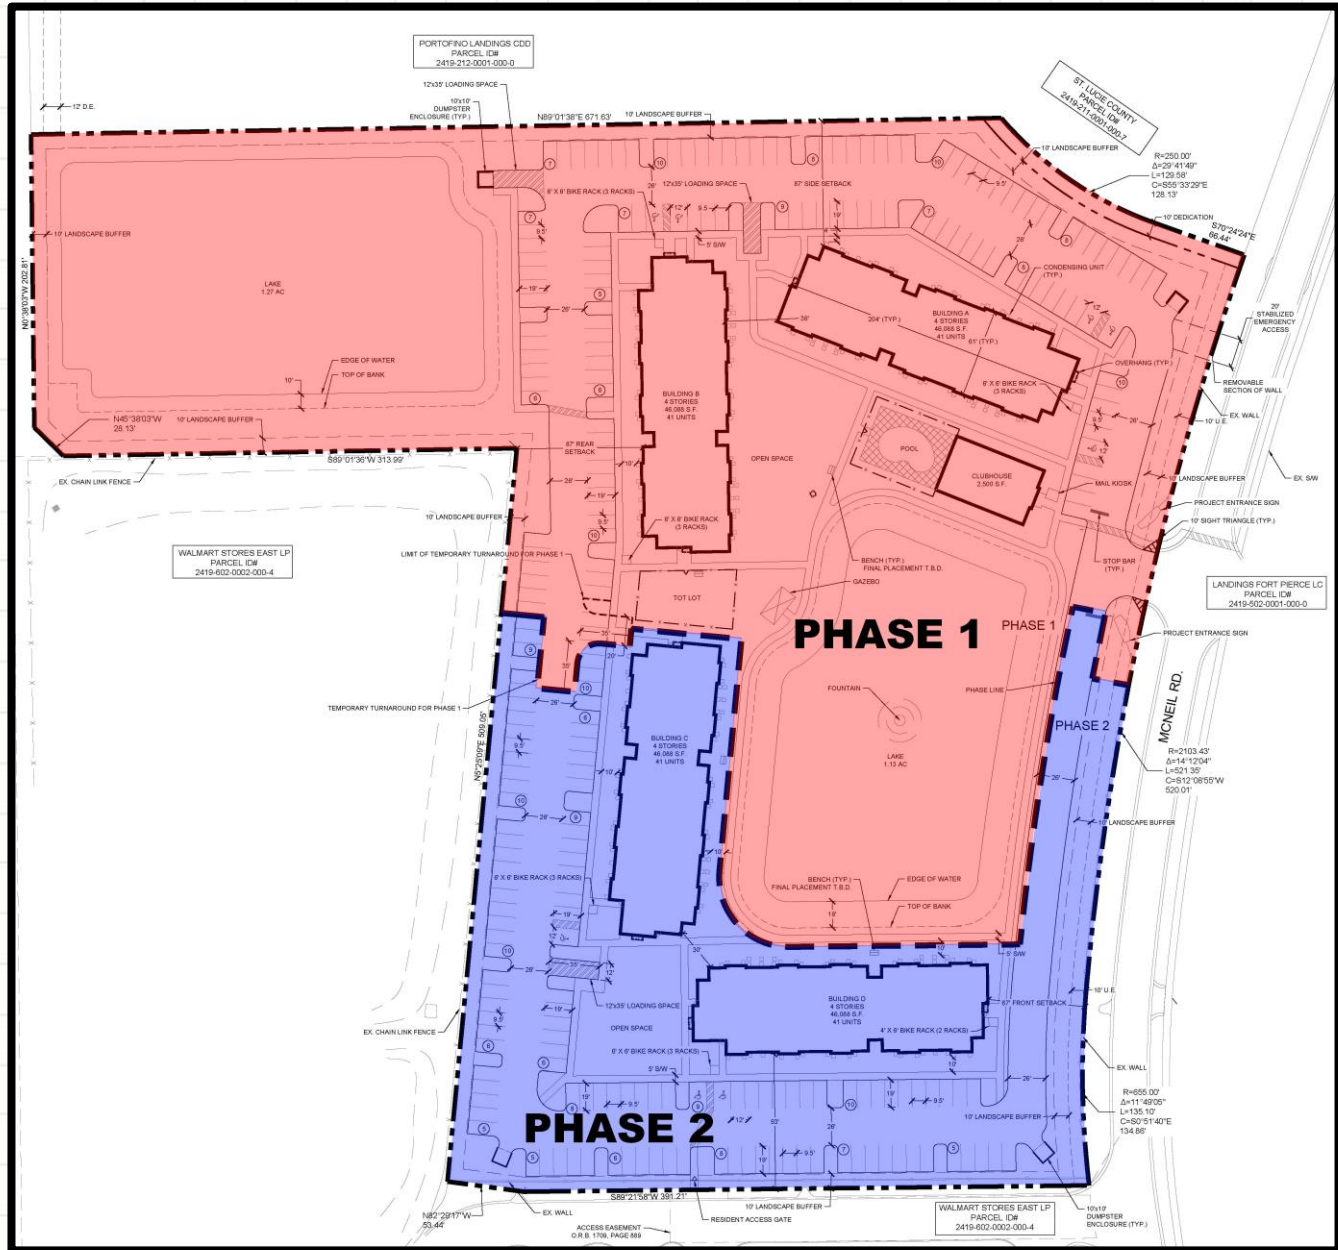 PORTOFINO LANDINGS CDD
PARCEL ID#
2419-212-0001-000-0
ST. LUCIE COUNTY
PARCEL ID#
2419-211-0001-000-7
12'x35' LOADING SPACE
10'x10'
DUMPSTER
ENCLOSURE (TYP.)
12' D.E.
N89°01'38"E 671.63'
10' LANDSCAPE BUFFER
10' LANDSCAPE BUFFER
R=250.00'
Δ=29°41'49"
L=129.58'
C=S55°33'29"E
128.13'
10' DEDICATION
S70°24'24"E
66.44'
6' X 6' BIKE RACK (3 RACKS)
12'x35' LOADING SPACE
87' SIDE SETBACK
5' S/W
10' LANDSCAPE BUFFER
N0°38'03"W 202.81'
LAKE
1.27 AC
EDGE OF WATER
TOP OF BANK
10'
CONDENSING UNIT
(TYP.)
BUILDING A
4 STORIES
46,088 S.F.
41 UNITS
204' (TYP.)
61' (TYP.)
36'
OVERHANG (TYP.)
6' X 6' BIKE RACK
(3 RACKS)
20'
STABILIZED
EMERGENCY
ACCESS
REMOVABLE
SECTION OF WALL
EX. WALL
10' U.E.
EX. S/W
BUILDING B
4 STORIES
46,088 S.F.
41 UNITS
N45°38'03"W
28.13'
10' LANDSCAPE BUFFER
S89°01'36"W 313.99'
EX. CHAIN LINK FENCE
87' REAR
SETBACK
OPEN SPACE
POOL
CLUBHOUSE
2,500 S.F.
MAIL KIOSK
10' LANDSCAPE BUFFER
PROJECT ENTRANCE SIGN
10' SIGHT TRIANGLE (TYP.)
STOP BAR
(TYP.)
10' LANDSCAPE BUFFER
6' X 6' BIKE RACK
(3 RACKS)
WALMART STORES EAST LP
PARCEL ID#
2419-602-0002-000-4
LIMIT OF TEMPORARY TURNAROUND FOR PHASE 1
BENCH (TYP.)
FINAL PLACEMENT T.B.D.
GAZEBO
TOT LOT
LANDINGS FORT PIERCE LC
PARCEL ID#
2419-502-0001-000-0
PHASE 1
PHASE 1
PROJECT ENTRANCE SIGN
TEMPORARY TURNAROUND FOR PHASE 1
FOUNTAIN
PHASE LINE
PHASE 2
MCNEIL RD.
BUILDING C
4 STORIES
46,088 S.F.
41 UNITS
LAKE
1.13 AC
R=2103.43'
Δ=14°12'04"
L=521.35'
C=S12°08'55"W
520.01'
N5°25'09"E 509.05'
26'
10' LANDSCAPE BUFFER
6' X 6' BIKE RACK (3 RACKS)
BENCH (TYP.)
FINAL PLACEMENT T.B.D.
EDGE OF WATER
TOP OF BANK
5' S/W
30'
BUILDING D
4 STORIES
46,088 S.F.
41 UNITS
67' FRONT SETBACK
10' U.E.
12'x35' LOADING SPACE
OPEN SPACE
4' X 6' BIKE RACK (2 RACKS)
EX. CHAIN LINK FENCE
6' X 6' BIKE RACK (3 RACKS)
5' S/W
EX. WALL
R=655.00'
Δ=11°49'05"
L=135.10'
C=S0°51'40"E
134.86'
10' LANDSCAPE BUFFER
PHASE 2
S89°21'58"W 391.21'
N82°29'17"W
53.44'
EX. WALL
10' LANDSCAPE BUFFER
RESIDENT ACCESS GATE
ACCESS EASEMENT
O.R.B. 1709, PAGE 889
WALMART STORES EAST LP
PARCEL ID#
2419-602-0002-000-4
10'x10'
DUMPSTER
ENCLOSURE (TYP.)